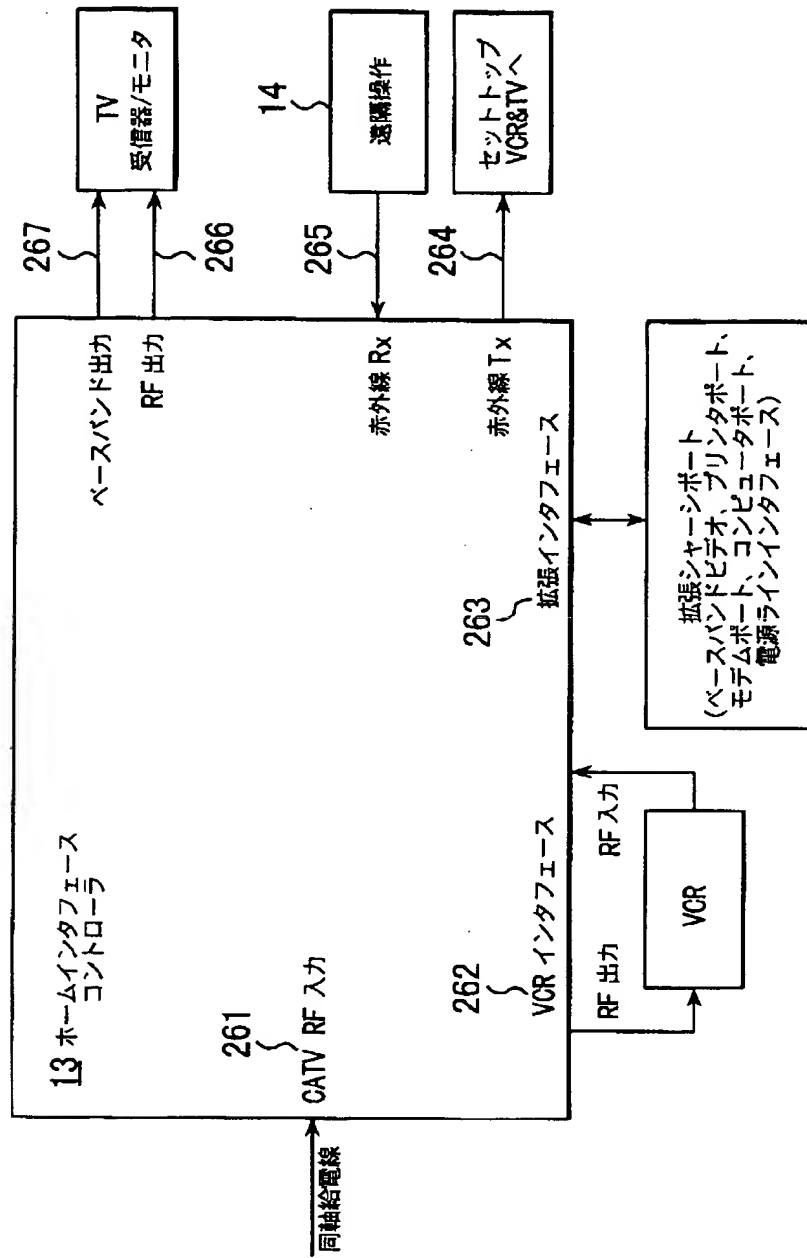 13 ホームインタフェース
コントローラ
同軸給電線
261
CATV RF 入力
262
VCR インタフェース
RF 出力
RF 入力
VCR
263
拡張インタフェース
拡張シャーシポート
(ベースバンドビデオ、プリンタポート、
モデムポート、コンピュータポート、
電源ラインインタフェース)
ベースバンド出力
267
RF 出力
266
TV
受信器/モニタ
赤外線 Rx
265
14
遠隔操作
赤外線 Tx
264
セットトップ
VCR&TVへ